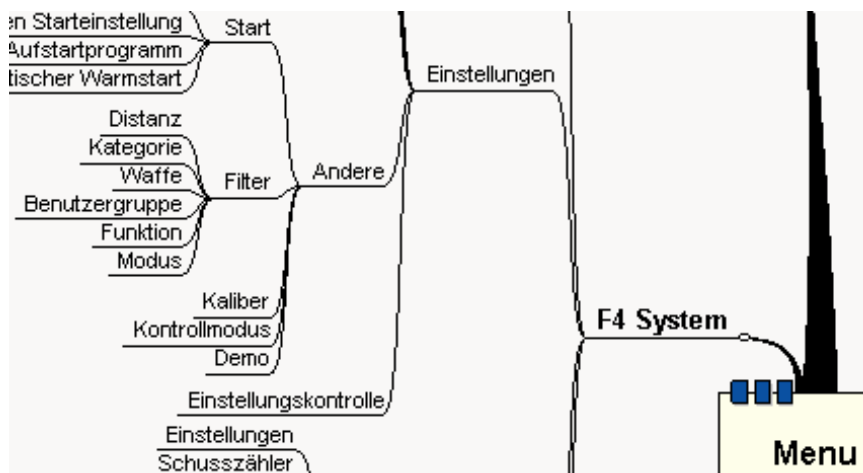 en Starteinstellung
Start
Aufstartprogramm
tischer Warmstart
Einstellungen
Distanz
Kategorie
Waffe
Benutzergruppe
Funktion
Modus
Filter
Andere
Kaliber
Kontrollmodus
Demo
F4 System
Einstellungskontrolle
Einstellungen
Schusszähler
Menu